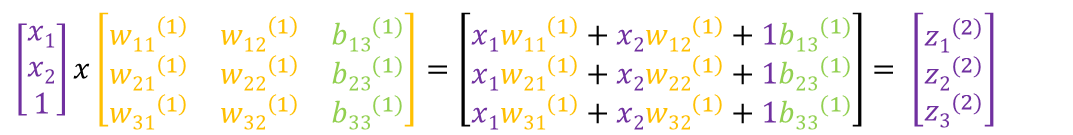 [x₁ x₂ 1] x [w₁₁⁽¹⁾ w₁₂⁽¹⁾ b₁₃⁽¹⁾ w₂₁⁽¹⁾ w₂₂⁽¹⁾ b₂₃⁽¹⁾ w₃₁⁽¹⁾ w₃₂⁽¹⁾ b₃₃⁽¹⁾] = [x₁w₁₁⁽¹⁾ + x₂w₁₂⁽¹⁾ + 1b₁₃⁽¹⁾ x₁w₂₁⁽¹⁾ + x₂w₂₂⁽¹⁾ + 1b₂₃⁽¹⁾ x₁w₃₁⁽¹⁾ + x₂w₃₂⁽¹⁾ + 1b₃₃⁽¹⁾] = [z₁⁽²⁾ z₂⁽²⁾ z₃⁽²⁾]